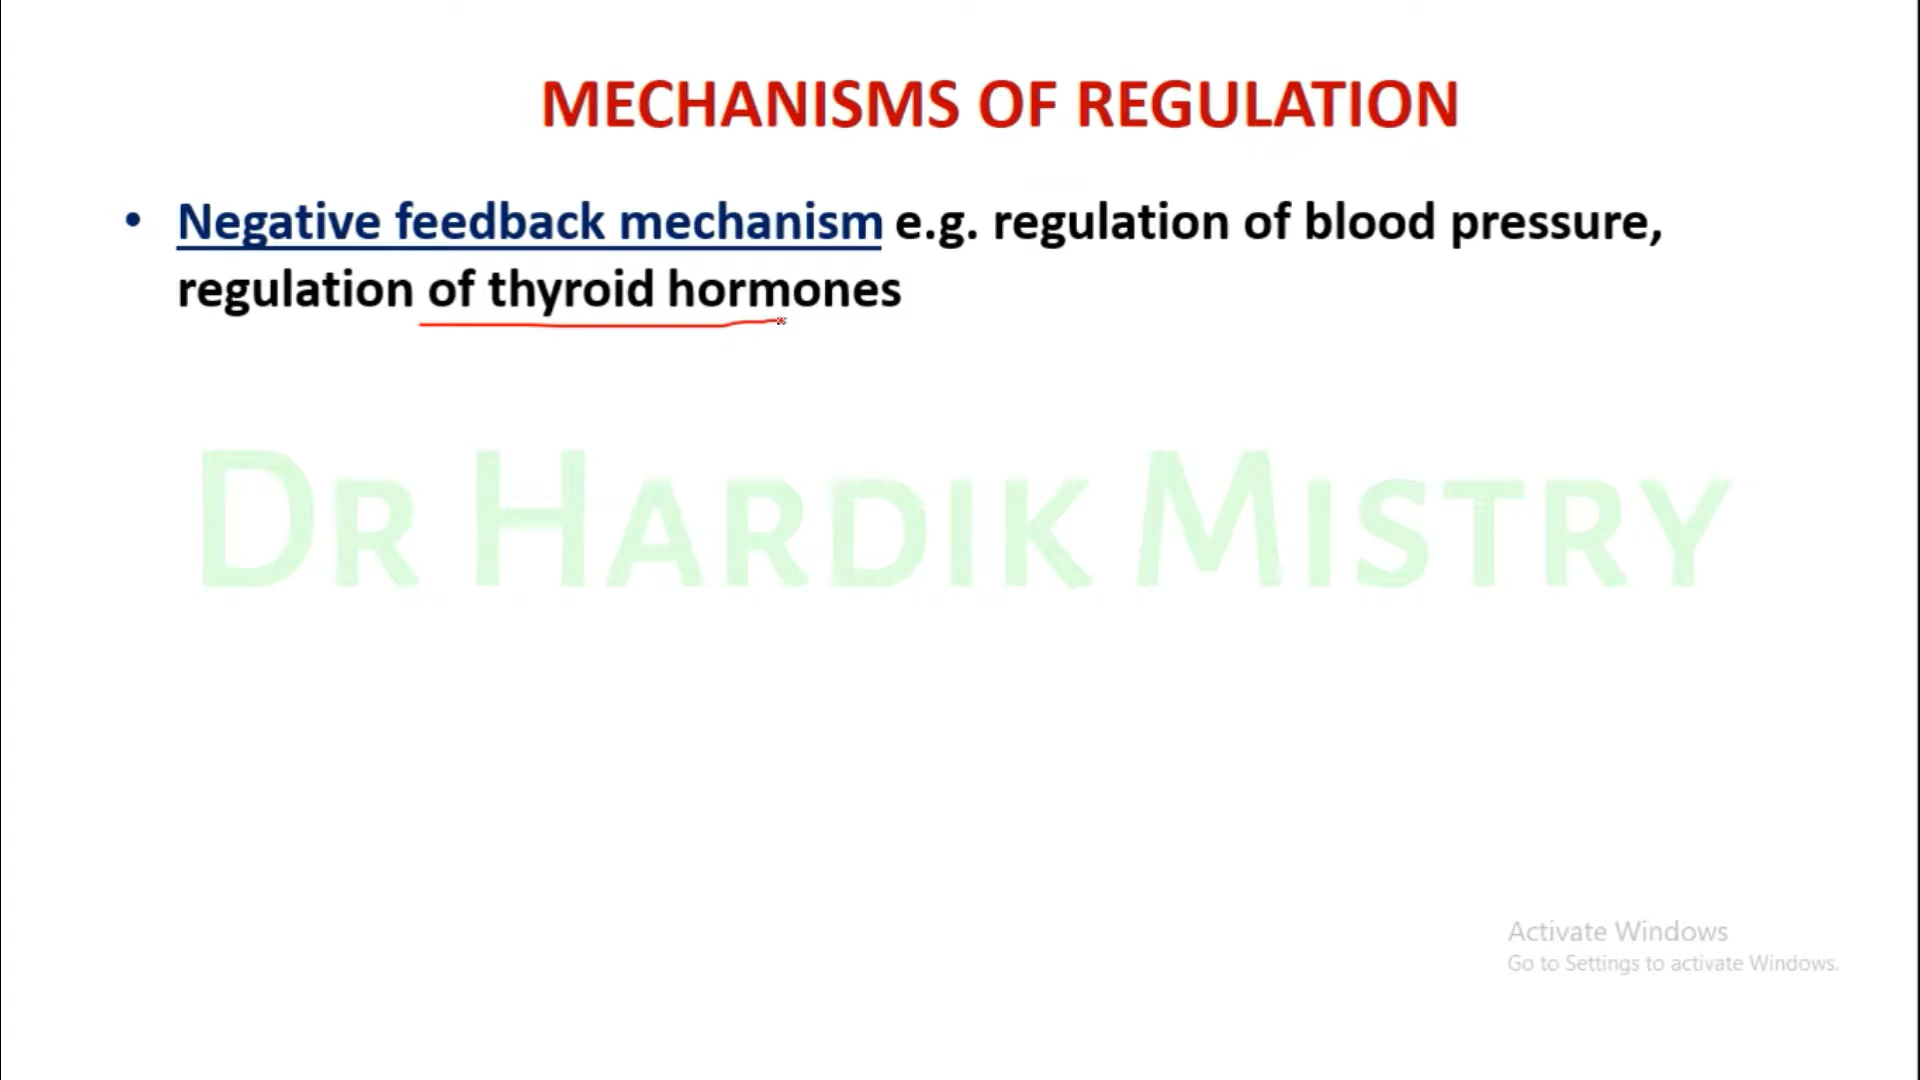 MECHANISMS OF REGULATION
• Negative feedback mechanism e.g. regulation of blood pressure,
regulation of thyroid hormones
DR HARDIK MISTRY
Activate Windows
Go to Settings to activate Windows.